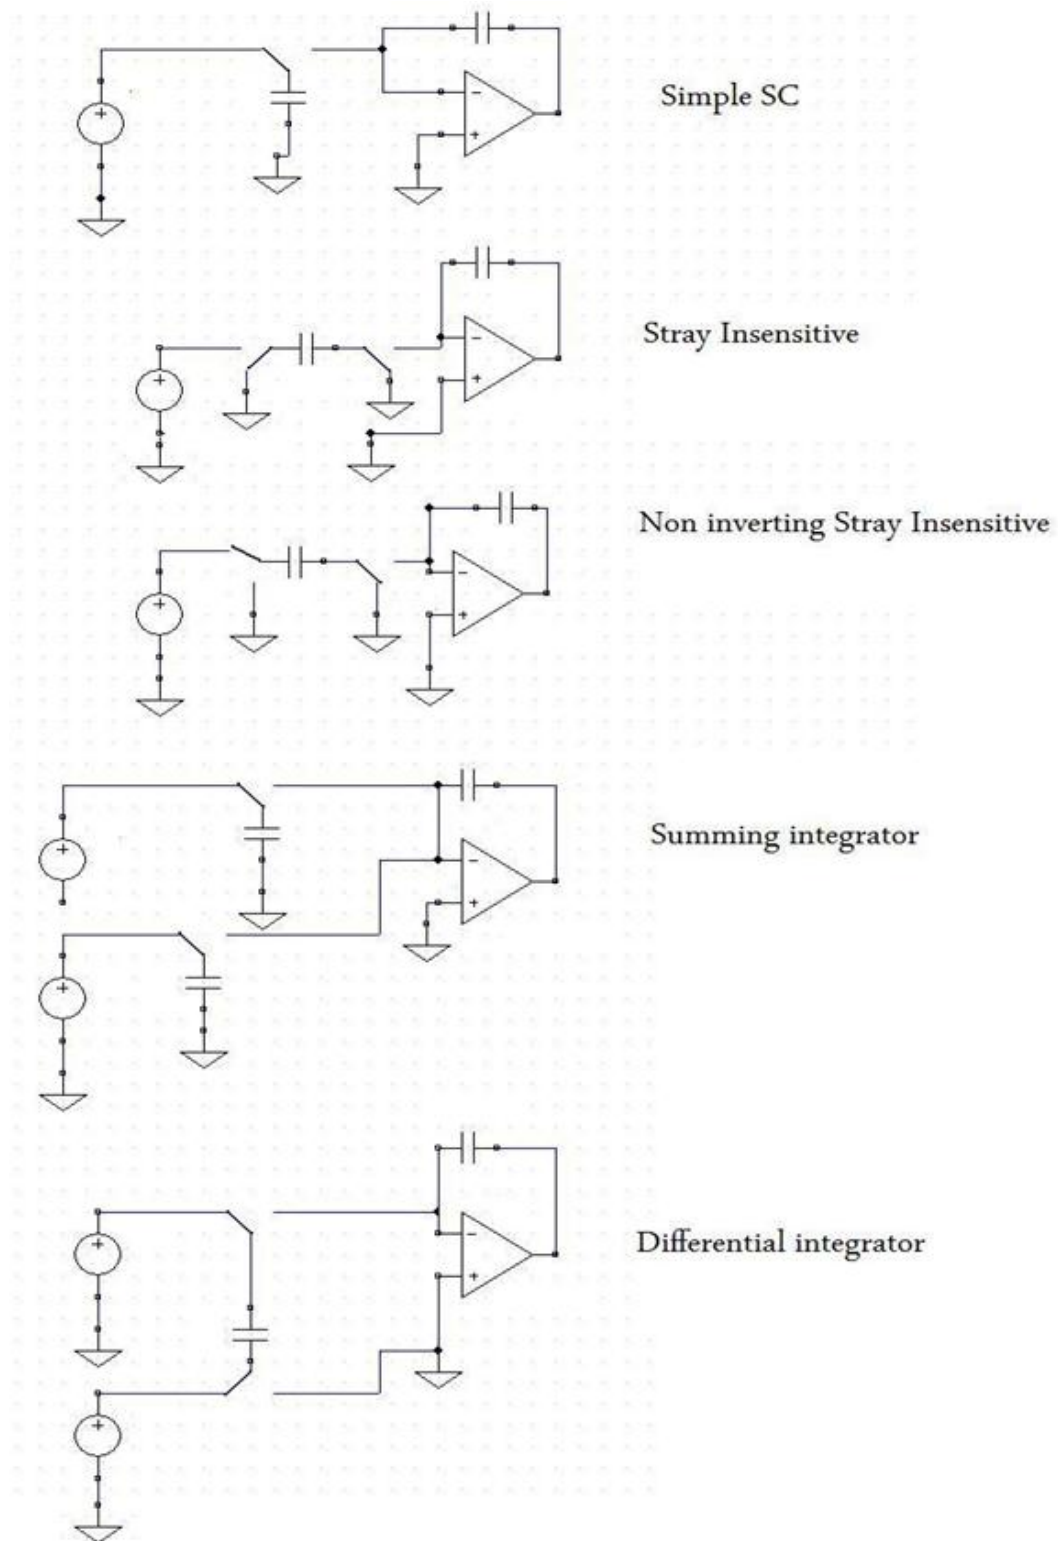 Simple SC
Stray Insensitive
Non inverting Stray Insensitive
Summing integrator
Differential integrator